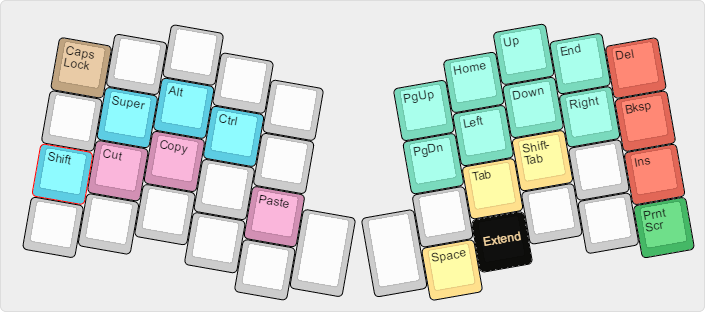 Caps
Lock
Super
Alt
Ctrl
Shift
Cut
Copy
Paste
PgUp
Home
Up
End
Del
PgDn
Left
Down
Right
Bksp
Tab
Shift-
Tab
Ins
Space
Extend
Prnt
Scr